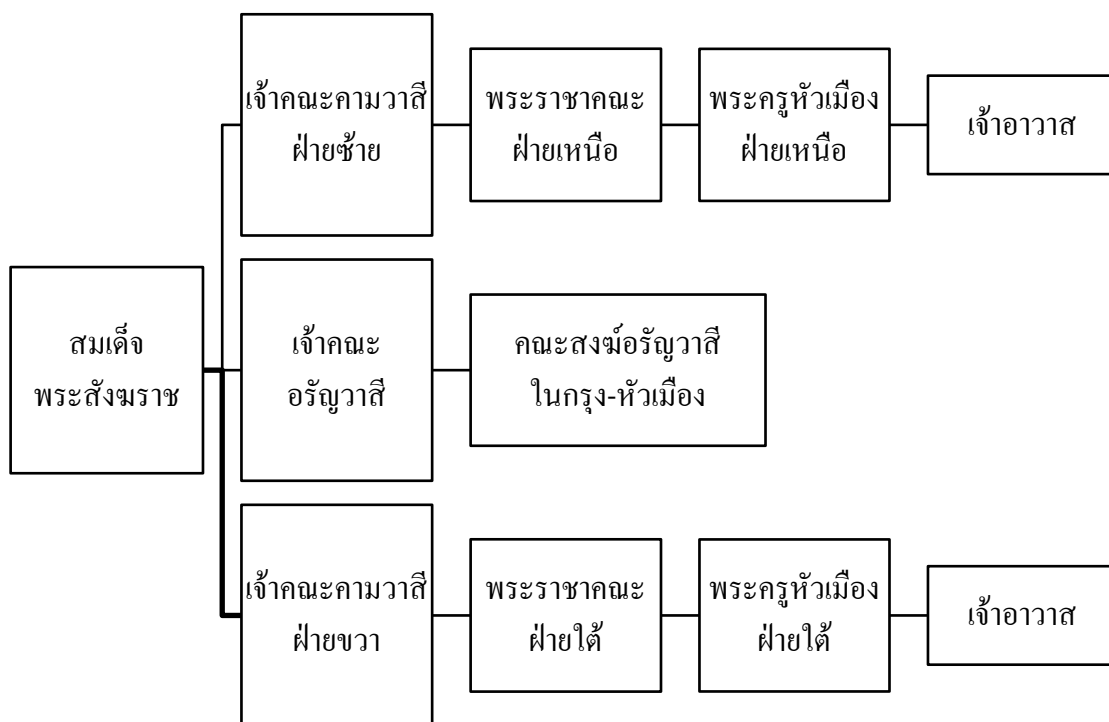 เจ้าคณะคามวาสี
ฝ่ายซ้าย
พระราชาคณะ
ฝ่ายเหนือ
พระครูหัวเมือง
ฝ่ายเหนือ
เจ้าอาวาส
สมเด็จ
พระสังฆราช
เจ้าคณะ
อรัญวาสี
คณะสงฆ์อรัญวาสี
ในกรุง-หัวเมือง
เจ้าคณะคามวาสี
ฝ่ายขวา
พระราชาคณะ
ฝ่ายใต้
พระครูหัวเมือง
ฝ่ายใต้
เจ้าอาวาส